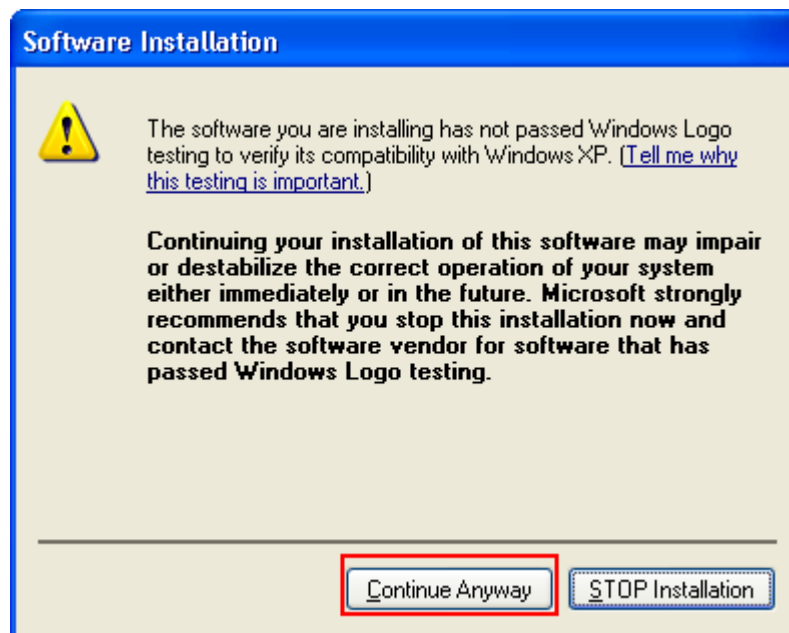 Software Installation
The software you are installing has not passed Windows Logo
testing to verify its compatibility with Windows XP. (Tell me why
this testing is important.)
Continuing your installation of this software may impair
or destabilize the correct operation of your system
either immediately or in the future. Microsoft strongly
recommends that you stop this installation now and
contact the software vendor for software that has
passed Windows Logo testing.
Continue Anyway
STOP Installation